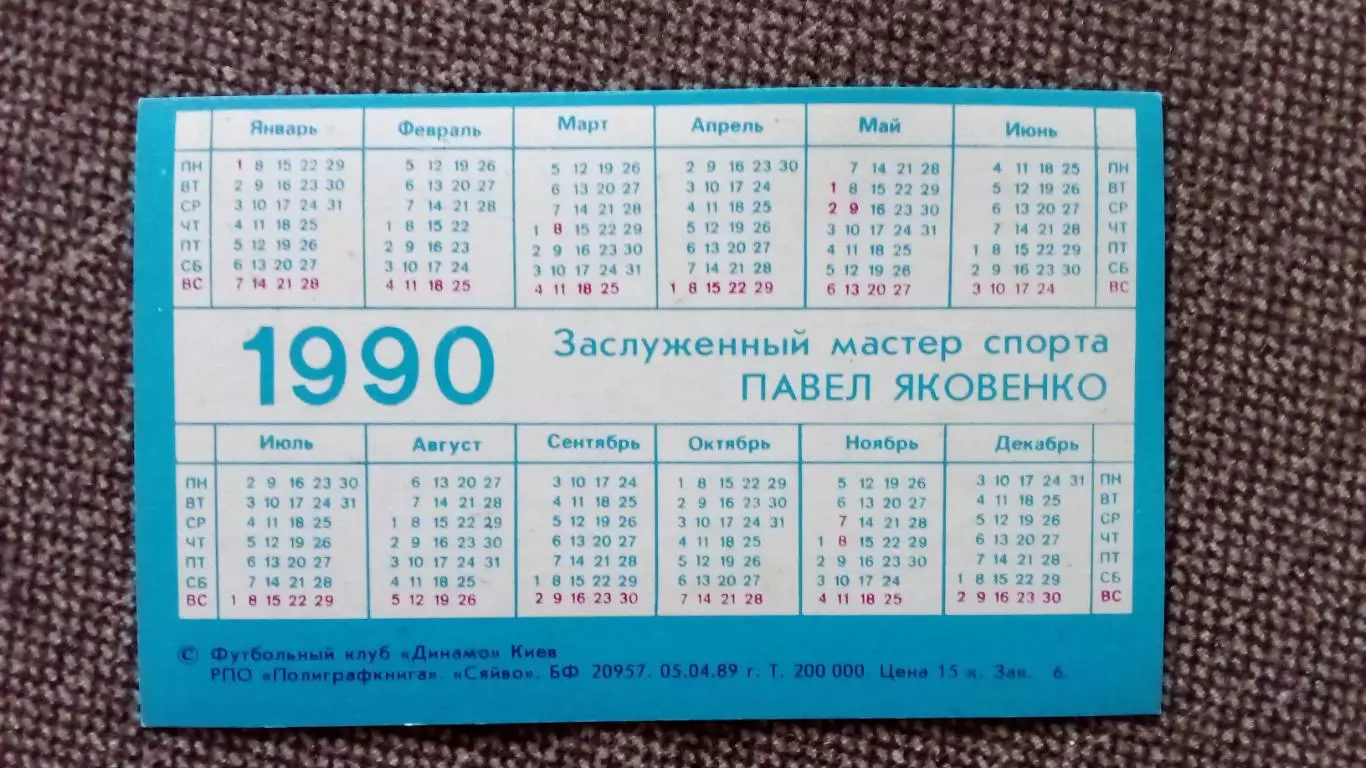 Январь Февраль Март Апрель Май Июнь
ПН 1 8 15 22 29 5 12 19 26 5 12 19 26 2 9 16 23 30 7 14 21 28 4 11 18 25 ПН
ВТ 2 9 16 23 30 6 13 20 27 6 13 20 27 3 10 17 24 1 8 15 22 29 5 12 19 26 ВТ
СР 3 10 17 24 31 7 14 21 28 7 14 21 28 4 11 18 25 2 9 16 23 30 6 13 20 27 СР
ЧТ 4 11 18 25 1 8 15 22 1 8 15 22 29 5 12 19 26 3 10 17 24 31 7 14 21 28 ЧТ
ПТ 5 12 19 26 2 9 16 23 2 9 16 23 30 6 13 20 27 4 11 18 25 1 8 15 22 29 ПТ
СБ 6 13 20 27 3 10 17 24 3 10 17 24 31 7 14 21 28 5 12 19 26 2 9 16 23 30 СБ
ВС 7 14 21 28 4 11 18 25 4 11 18 25 1 8 15 22 29 6 13 20 27 3 10 17 24 ВС
1990 Заслуженный мастер спорта
ПАВЕЛ ЯКОВЕНКО
Июль Август Сентябрь Октябрь Ноябрь Декабрь
ПН 2 9 16 23 30 6 13 20 27 3 10 17 24 1 8 15 22 29 5 12 19 26 3 10 17 24 31 ПН
ВТ 3 10 17 24 31 7 14 21 28 4 11 18 25 2 9 16 23 30 6 13 20 27 4 11 18 25 ВТ
СР 4 11 18 25 1 8 15 22 29 5 12 19 26 3 10 17 24 31 7 14 21 28 5 12 19 26 СР
ЧТ 5 12 19 26 2 9 16 23 30 6 13 20 27 4 11 18 25 1 8 15 22 29 6 13 20 27 ЧТ
ПТ 6 13 20 27 3 10 17 24 31 7 14 21 28 5 12 19 26 2 9 16 23 30 7 14 21 28 ПТ
СБ 7 14 21 28 4 11 18 25 1 8 15 22 29 6 13 20 27 3 10 17 24 1 8 15 22 29 СБ
ВС 1 8 15 22 29 5 12 19 26 2 9 16 23 30 7 14 21 28 4 11 18 25 2 9 16 23 30 ВС
© Футбольный клуб «Динамо» Киев
РПО «Полиграфкнига». «Сяйво». БФ 20957. 05.04.89 г. Т. 200 000 Цена 15 к. Зак. 6.